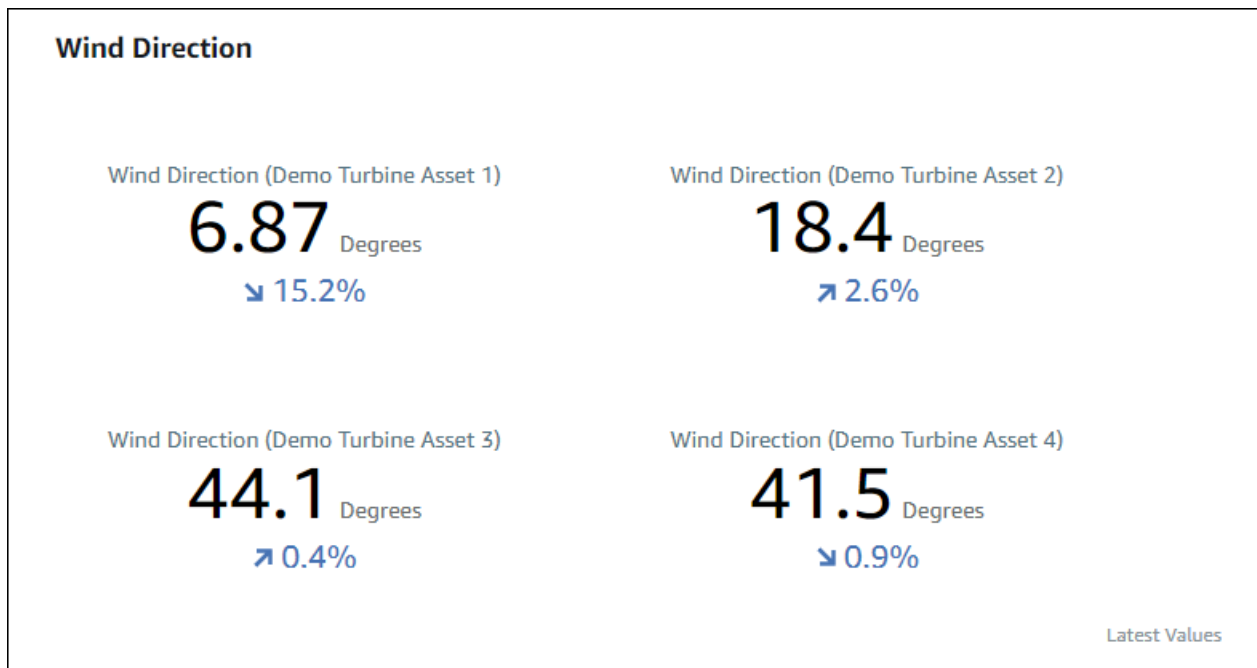 Wind Direction
Wind Direction (Demo Turbine Asset 1)
6.87 Degrees
↘ 15.2%
Wind Direction (Demo Turbine Asset 2)
18.4 Degrees
↗ 2.6%
Wind Direction (Demo Turbine Asset 3)
44.1 Degrees
↗ 0.4%
Wind Direction (Demo Turbine Asset 4)
41.5 Degrees
↘ 0.9%
Latest Values